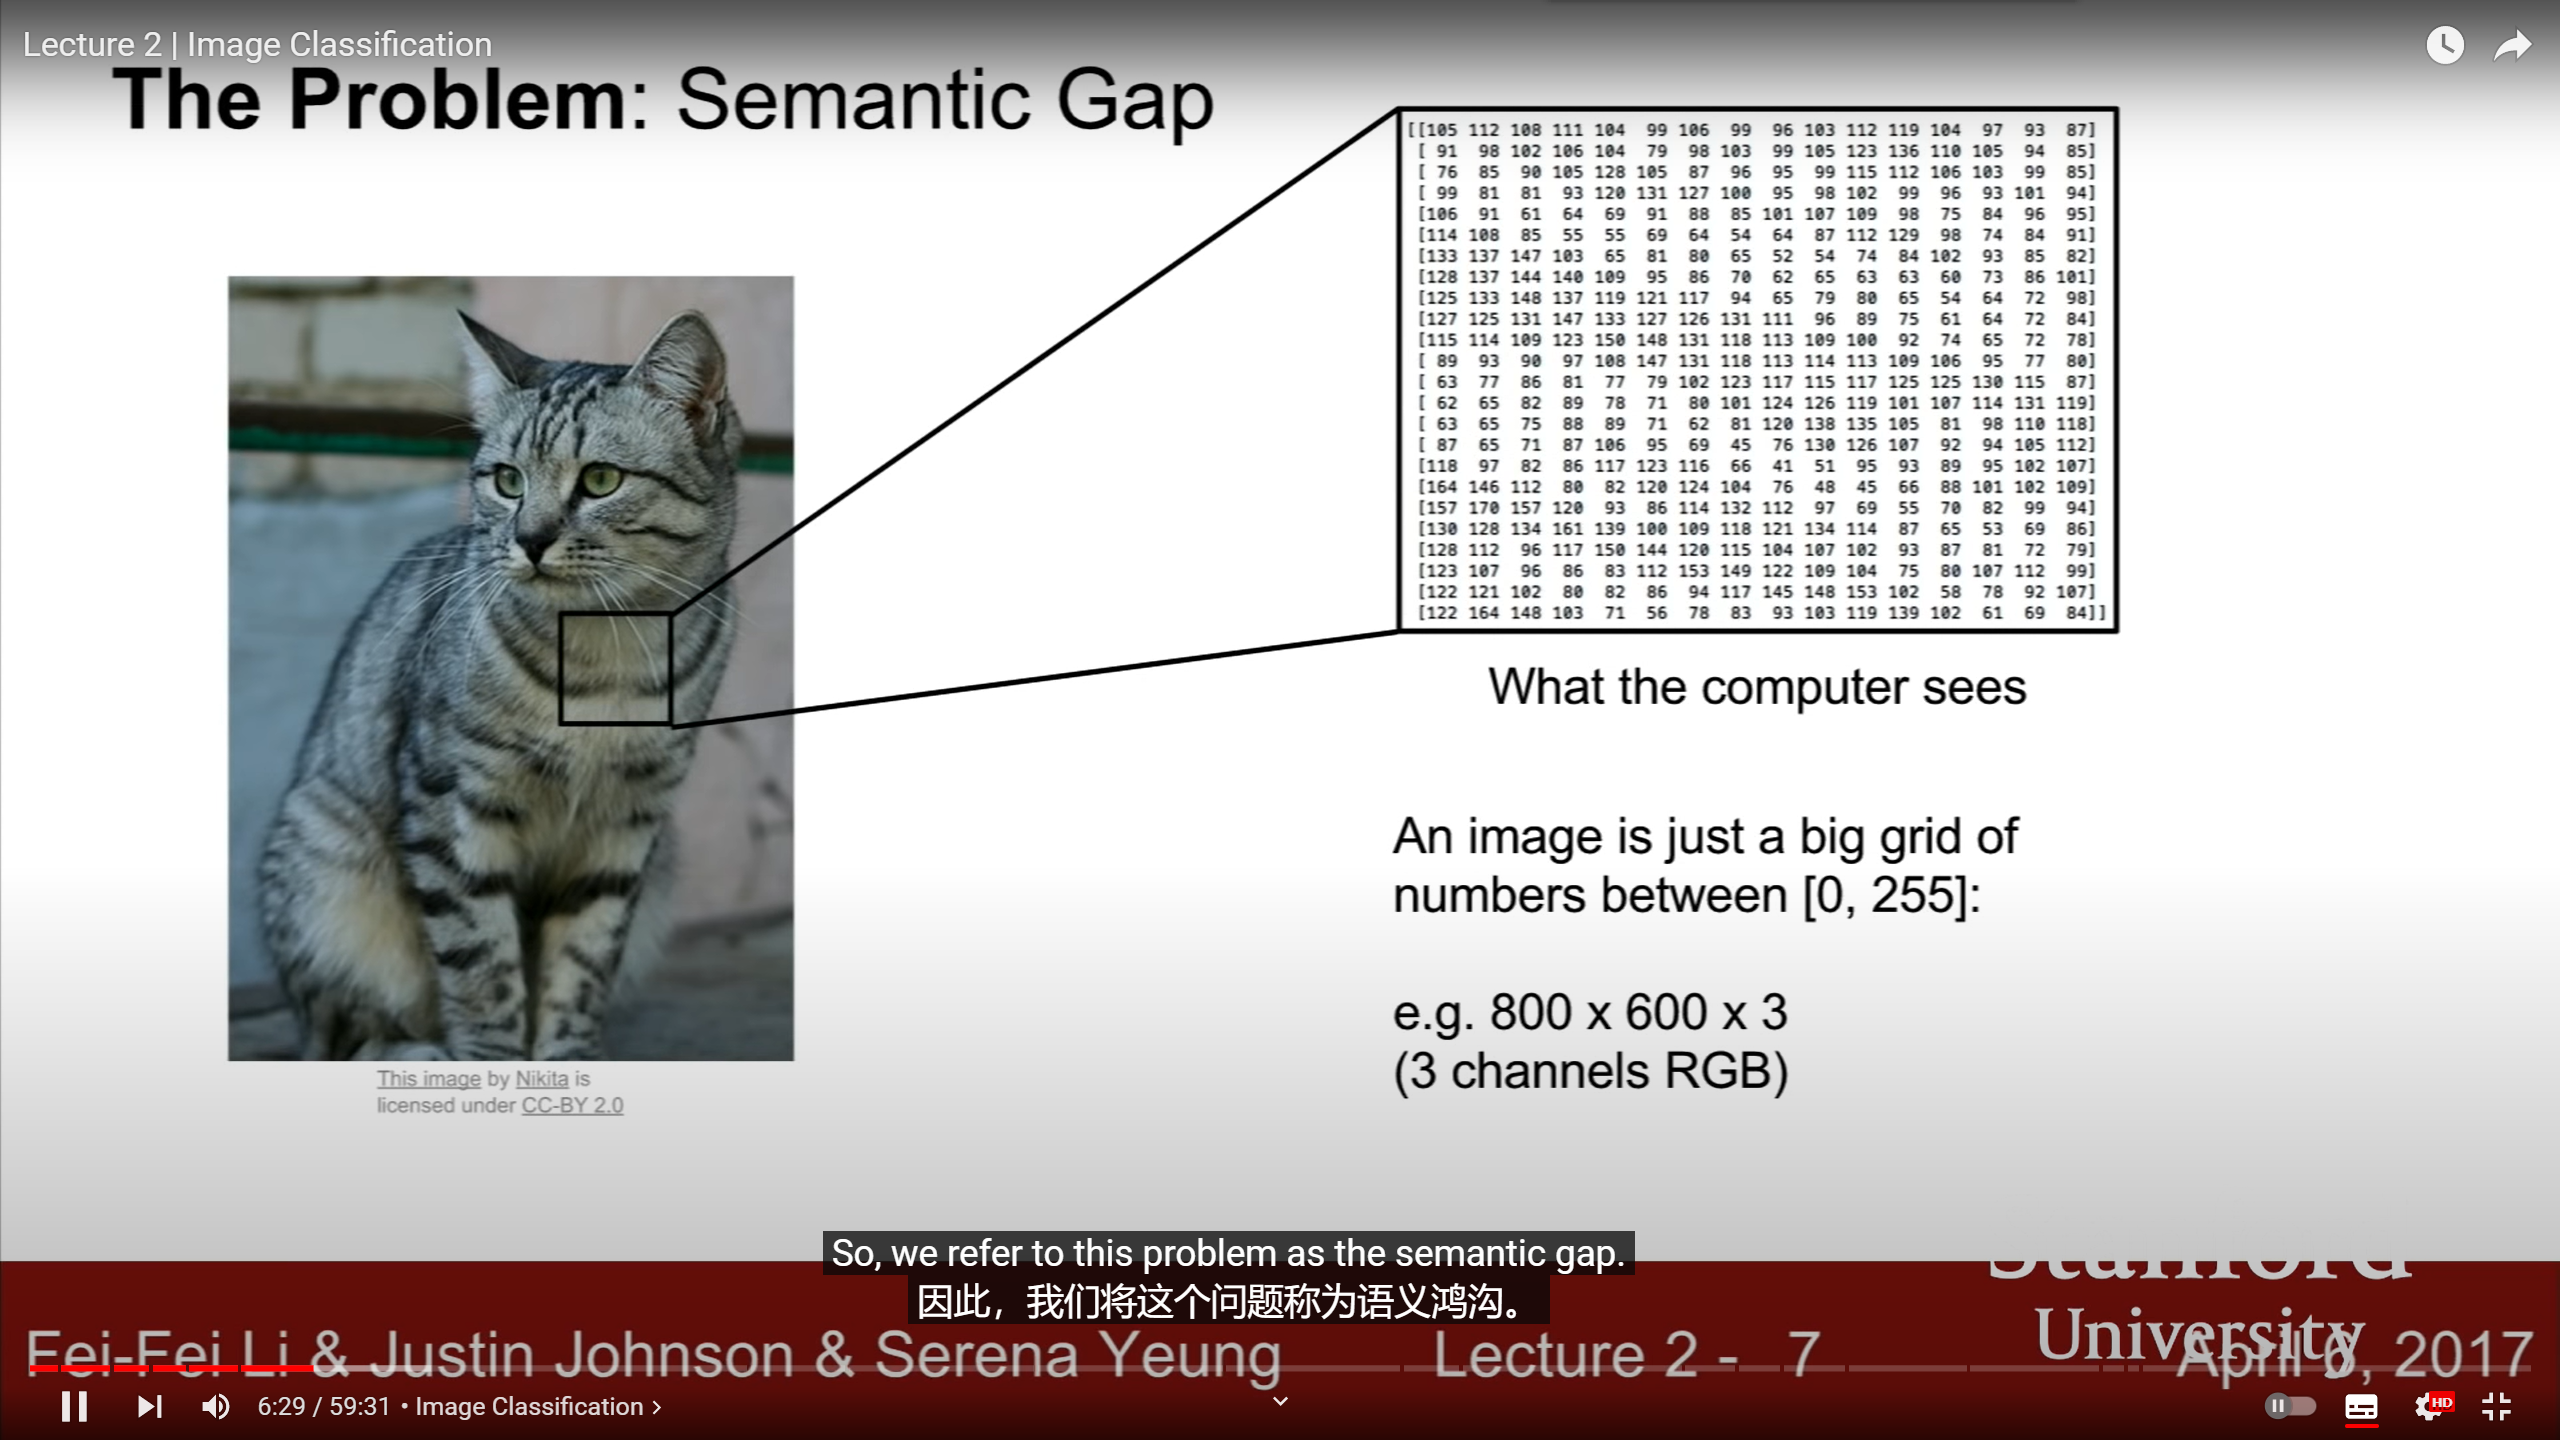 Lecture 2 | Image Classification
The Problem: Semantic Gap
[[105 112 108 111 104 99 106 99 96 103 112 119 104 97 93 87]
[ 91 98 102 106 104 79 98 103 99 105 123 136 110 105 94 85]
[ 76 85 90 105 128 105 87 96 95 99 115 112 106 103 99 85]
[ 99 81 81 93 120 131 127 100 95 98 102 99 96 93 101 94]
[106 91 61 64 69 91 88 85 101 107 109 98 75 84 96 95]
[114 108 85 55 55 69 64 54 64 87 112 129 98 74 84 91]
[133 137 147 103 65 81 80 65 52 54 74 84 102 93 85 82]
[128 137 144 140 109 95 86 70 62 65 63 63 60 73 86 101]
[125 133 148 137 119 121 117 94 65 79 80 65 54 64 72 98]
[127 125 131 147 133 127 126 131 111 96 89 75 61 64 72 84]
[115 114 109 123 150 148 131 118 113 109 100 92 74 65 72 78]
[ 89 93 90 97 108 147 131 118 113 114 113 109 106 95 77 80]
[ 63 77 86 81 77 79 102 123 117 115 117 125 125 130 115 87]
[ 62 65 82 89 78 71 80 101 124 126 119 101 107 114 131 119]
[ 63 65 75 88 89 71 62 81 120 138 135 105 81 98 110 118]
[ 87 65 71 87 106 95 69 45 76 130 126 107 92 94 105 112]
[118 97 82 86 117 123 116 66 41 51 95 93 89 95 102 107]
[164 146 112 80 82 120 124 104 76 48 45 66 88 101 102 109]
[157 170 157 120 93 86 114 132 112 97 69 55 70 82 99 94]
[130 128 134 161 139 100 109 118 121 134 114 87 65 53 69 86]
[128 112 96 117 150 144 120 115 104 107 102 93 87 81 72 79]
[123 107 96 86 83 112 153 149 122 109 104 75 80 107 112 99]
[122 121 102 80 82 86 94 117 145 148 153 102 58 78 92 107]
[122 164 148 103 71 56 78 83 93 103 119 139 102 61 69 84]]
What the computer sees
An image is just a big grid of
numbers between [0, 255]:
e.g. 800 x 600 x 3
(3 channels RGB)
This image by Nikita is
licensed under CC-BY 2.0
So, we refer to this problem as the semantic gap.
因此，我们将这个问题称为语义鸿沟。
Stanford
University
Fei-Fei Li & Justin Johnson & Serena Yeung
Lecture 2 - 7
April 6, 2017
6:29 / 59:31 • Image Classification
HD